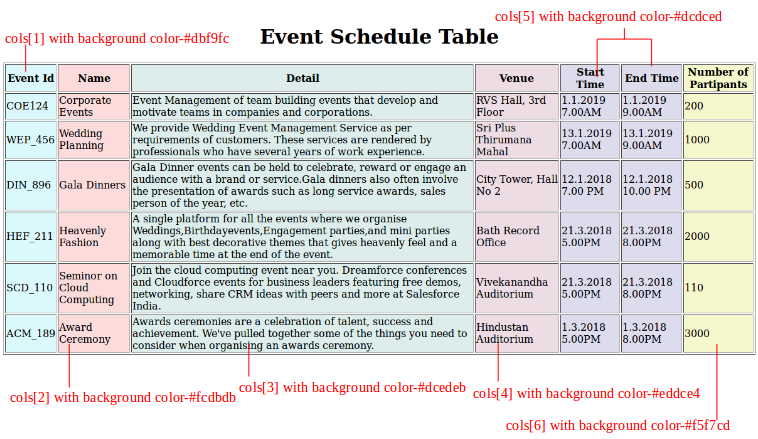 cols[5] with background color-#dcdced
cols[1] with background color-#dbf9fc
Event Schedule Table
Event Id Name Detail Venue Start Time End Time Number of Partipants
COE124 Corporate Events Event Management of team building events that develop and motivate teams in companies and corporations. RVS Hall, 3rd Floor 1.1.2019 7.00AM 1.1.2019 9.00AM 200
WEP_456 Wedding Planning We provide Wedding Event Management Service as per requirements of customers. These services are rendered by professionals who have several years of work experience. Sri Plus Thirumana Mahal 13.1.2019 7.00AM 13.1.2019 9.00AM 1000
DIN_896 Gala Dinners Gala Dinner events can be held to celebrate, reward or engage an audience with a brand or service.Gala dinners also often involve the presentation of awards such as long service awards, sales person of the year, etc. City Tower, Hall No 2 12.1.2018 7.00 PM 12.1.2018 10.00 PM 500
HEF_211 Heavenly Fashion A single platform for all the events where we organise Weddings,Birthdayevents,Engagement parties,and mini parties along with best decorative themes that gives heavenly feel and a memorable time at the end of the event. Bath Record Office 21.3.2018 5.00PM 21.3.2018 8.00PM 2000
SCD_110 Seminor on Cloud Computing Join the cloud computing event near you. Dreamforce conferences and Cloudforce events for business leaders featuring free demos, networking, share CRM ideas with peers and more at Salesforce India. Vivekanandha Auditorium 21.3.2018 5.00PM 21.3.2018 8.00PM 110
ACM_189 Award Ceremony Awards ceremonies are a celebration of talent, success and achievement. We've pulled together some of the things you need to consider when organising an awards ceremony. Hindustan Auditorium 1.3.2018 5.00PM 1.3.2018 8.00PM 3000
cols[2] with background color-#fcdbdb
cols[3] with background color-#dcedeb
cols[4] with background color-#eddce4
cols[6] with background color-#f5f7cd